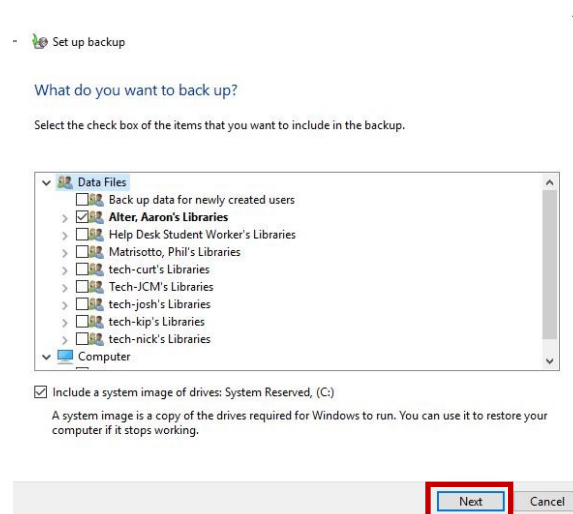 Set up backup
What do you want to back up?
Select the check box of the items that you want to include in the backup.
Data Files
Back up data for newly created users
Alter, Aaron's Libraries
Help Desk Student Worker's Libraries
Matrisotto, Phil's Libraries
tech-curt's Libraries
Tech-JCM's Libraries
tech-josh's Libraries
tech-kip's Libraries
tech-nick's Libraries
Computer
Include a system image of drives: System Reserved, (C:)
A system image is a copy of the drives required for Windows to run. You can use it to restore your
computer if it stops working.
Next Cancel